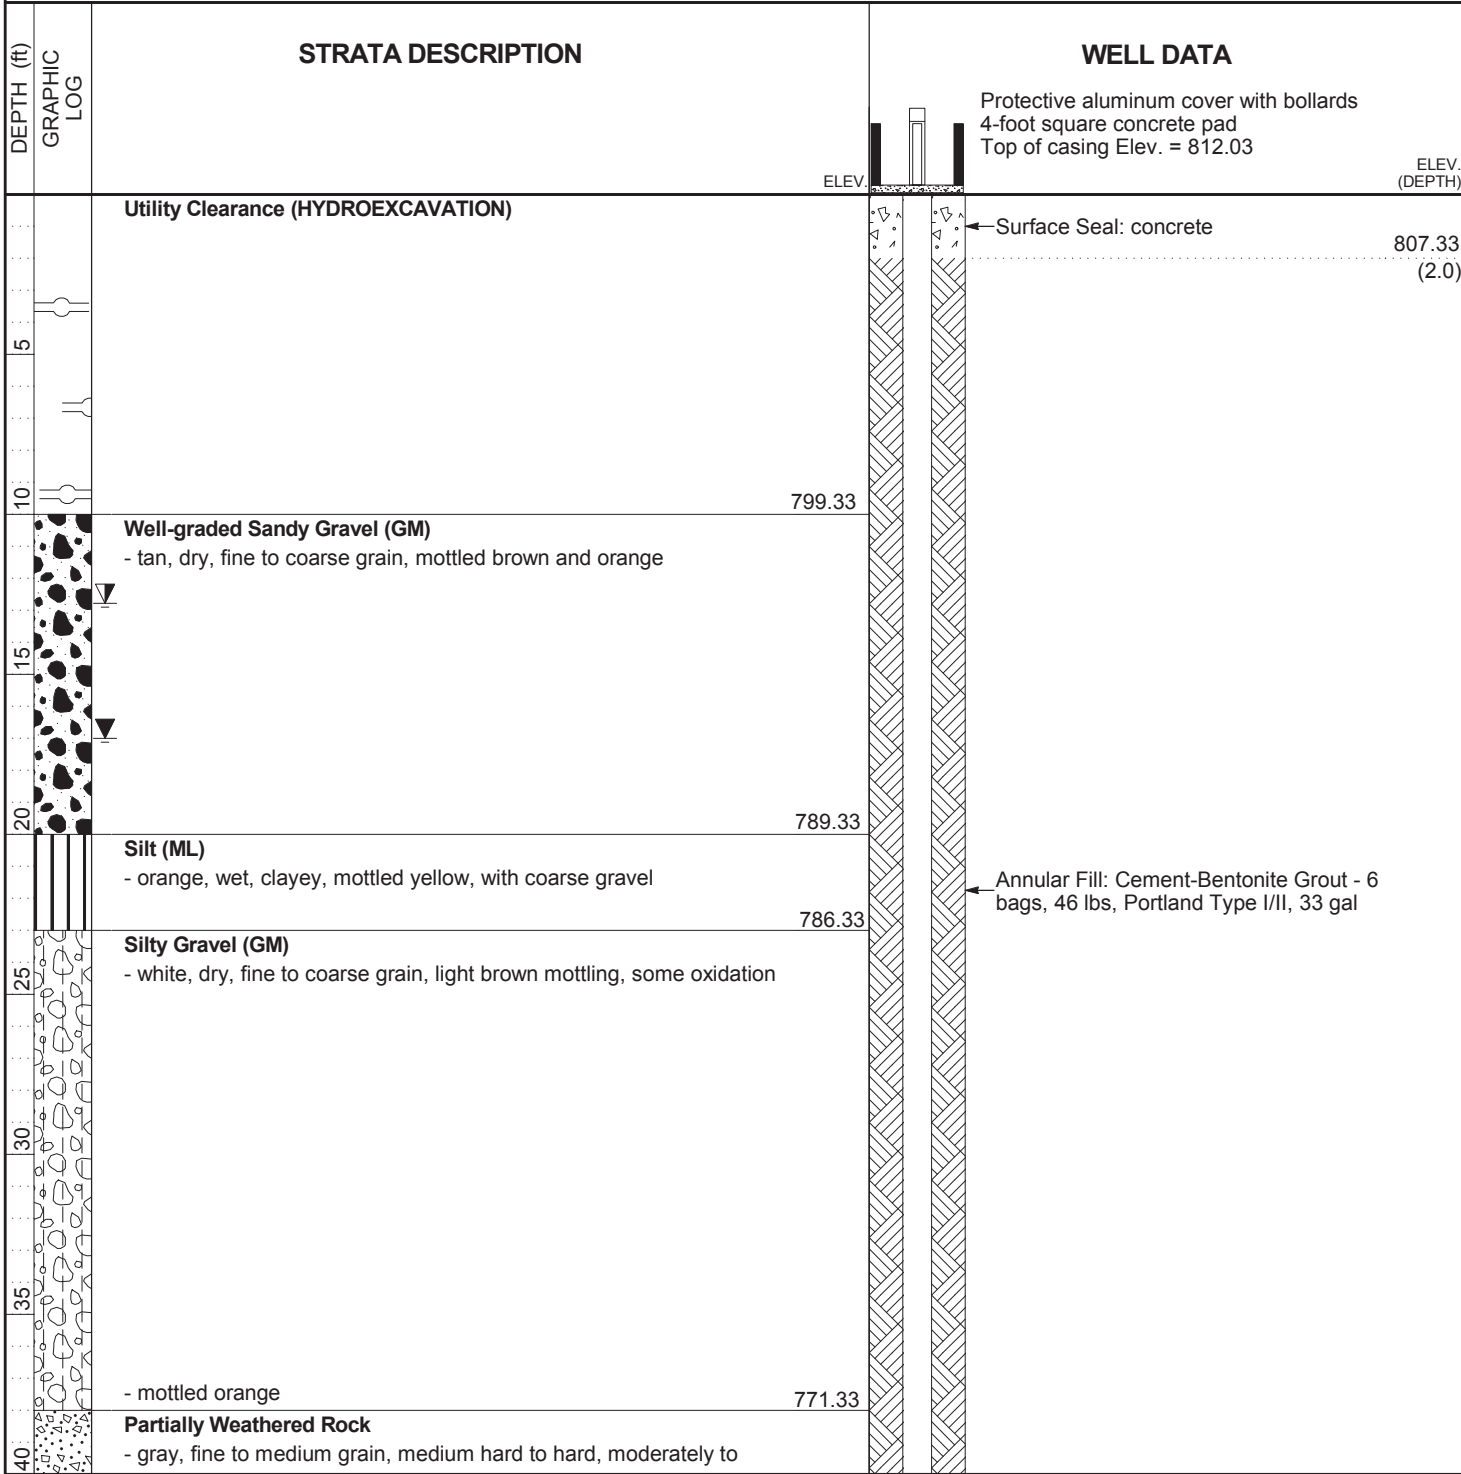 DEPTH (ft)
GRAPHIC
LOG
STRATA DESCRIPTION
ELEV.
WELL DATA
Protective aluminum cover with bollards
4-foot square concrete pad
Top of casing Elev. = 812.03
ELEV.
(DEPTH)
Utility Clearance (HYDROEXCAVATION)
Surface Seal: concrete
807.33
(2.0)
5
10
799.33
Well-graded Sandy Gravel (GM)
- tan, dry, fine to coarse grain, mottled brown and orange
15
20
789.33
Silt (ML)
- orange, wet, clayey, mottled yellow, with coarse gravel
Annular Fill: Cement-Bentonite Grout - 6
bags, 46 lbs, Portland Type I/II, 33 gal
786.33
Silty Gravel (GM)
- white, dry, fine to coarse grain, light brown mottling, some oxidation
25
30
35
- mottled orange
771.33
Partially Weathered Rock
- gray, fine to medium grain, medium hard to hard, moderately to
40